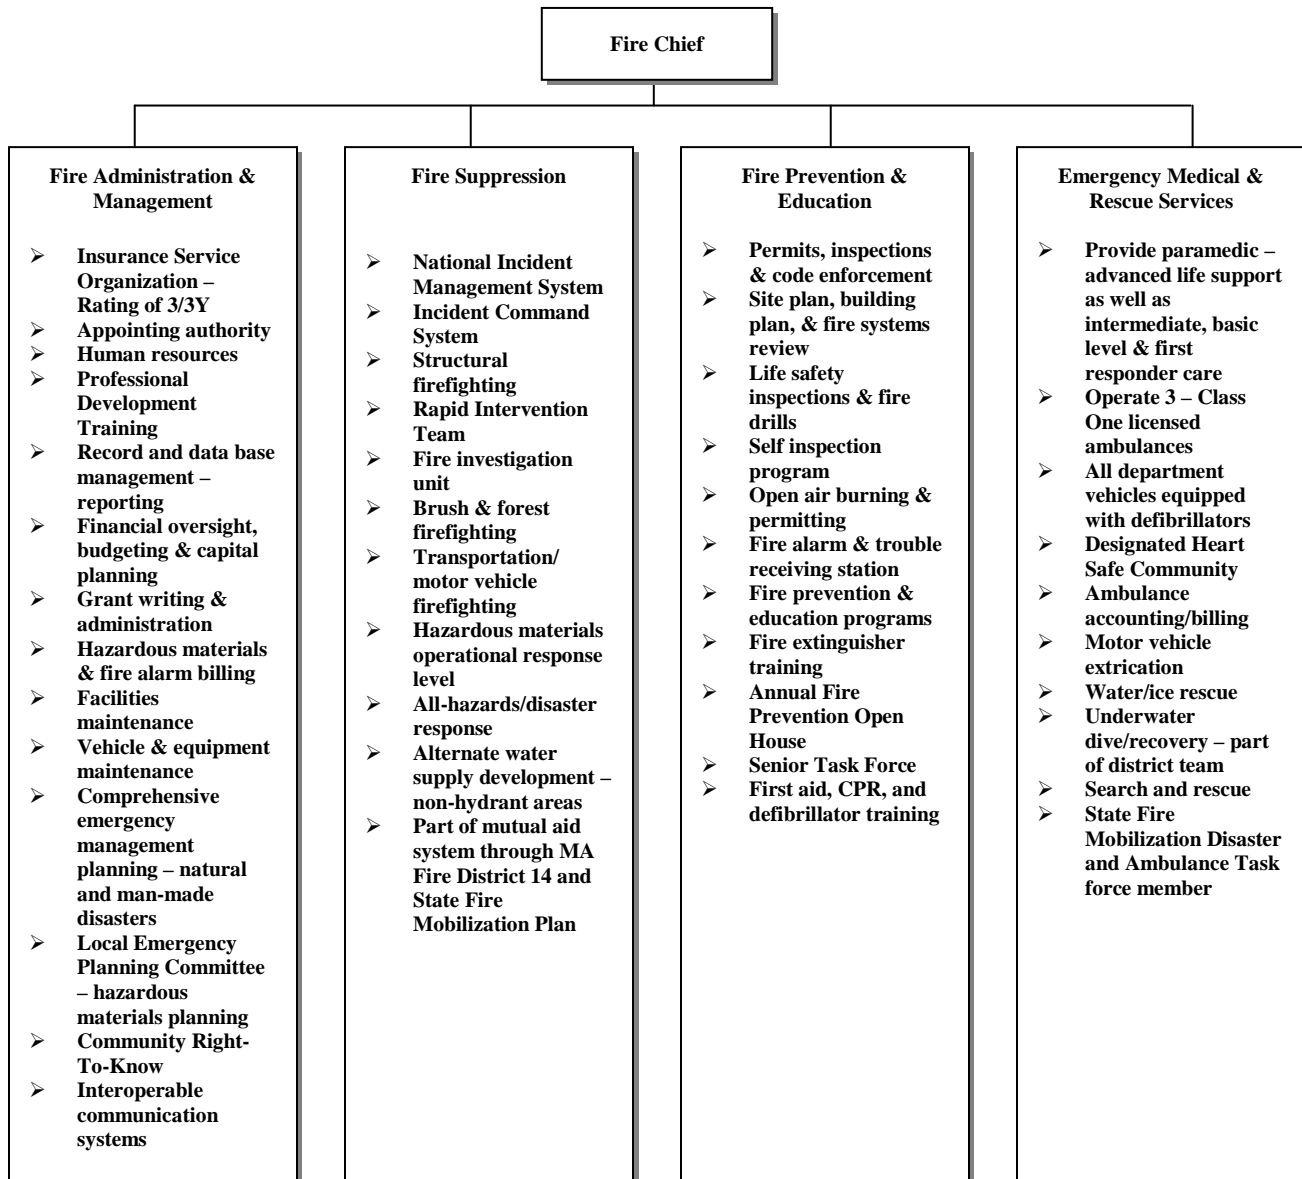 Fire Chief
Fire Administration &
Management
➢ Insurance Service
Organization –
Rating of 3/3Y
➢ Appointing authority
➢ Human resources
➢ Professional
Development
Training
➢ Record and data base
management –
reporting
➢ Financial oversight,
budgeting & capital
planning
➢ Grant writing &
administration
➢ Hazardous materials
& fire alarm billing
➢ Facilities
maintenance
➢ Vehicle & equipment
maintenance
➢ Comprehensive
emergency
management
planning – natural
and man-made
disasters
➢ Local Emergency
Planning Committee
– hazardous
materials planning
➢ Community Right-
To-Know
➢ Interoperable
communication
systems
Fire Suppression
➢ National Incident
Management System
➢ Incident Command
System
➢ Structural
firefighting
➢ Rapid Intervention
Team
➢ Fire investigation
unit
➢ Brush & forest
firefighting
➢ Transportation/
motor vehicle
firefighting
➢ Hazardous materials
operational response
level
➢ All-hazards/disaster
response
➢ Alternate water
supply development –
non-hydrant areas
➢ Part of mutual aid
system through MA
Fire District 14 and
State Fire
Mobilization Plan
Fire Prevention &
Education
➢ Permits, inspections
& code enforcement
➢ Site plan, building
plan, & fire systems
review
➢ Life safety
inspections & fire
drills
➢ Self inspection
program
➢ Open air burning &
permitting
➢ Fire alarm & trouble
receiving station
➢ Fire prevention &
education programs
➢ Fire extinguisher
training
➢ Annual Fire
Prevention Open
House
➢ Senior Task Force
➢ First aid, CPR, and
defibrillator training
Emergency Medical &
Rescue Services
➢ Provide paramedic –
advanced life support
as well as
intermediate, basic
level & first
responder care
➢ Operate 3 – Class
One licensed
ambulances
➢ All department
vehicles equipped
with defibrillators
➢ Designated Heart
Safe Community
➢ Ambulance
accounting/billing
➢ Motor vehicle
extrication
➢ Water/ice rescue
➢ Underwater
dive/recovery – part
of district team
➢ Search and rescue
➢ State Fire
Mobilization Disaster
and Ambulance Task
force member